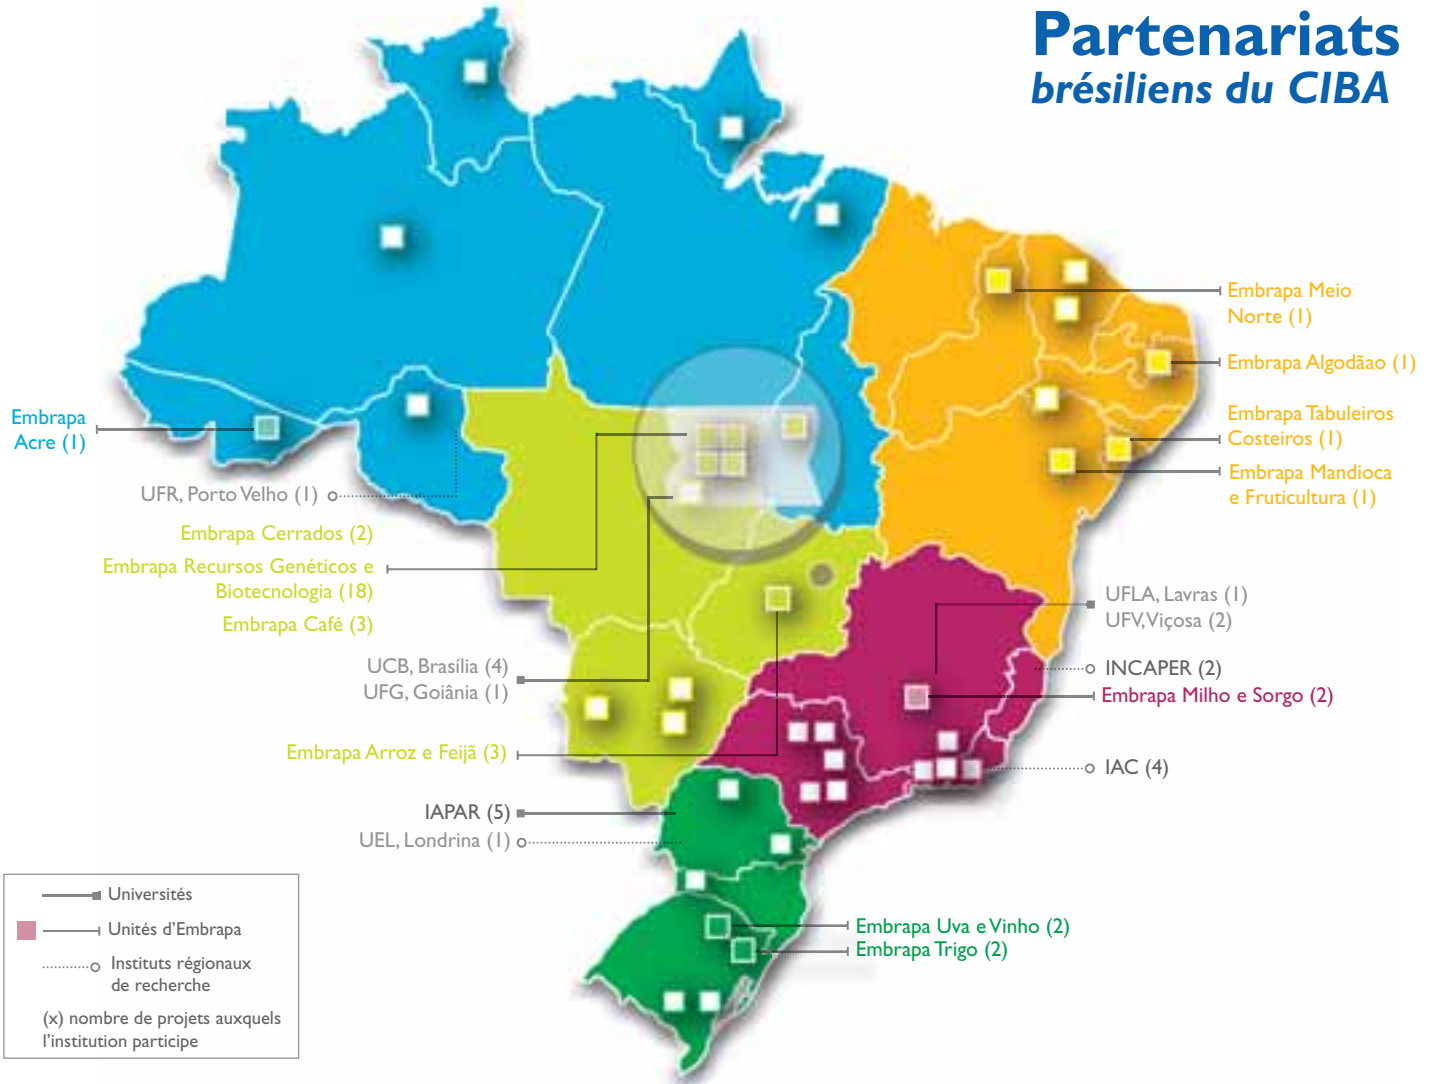 Partenariats
brésiliens du CIBA
Embrapa Meio
Norte (1)
Embrapa Algodãao (1)
Embrapa Tabuleiros
Costeiros (1)
Embrapa Mandioca
e Fruticultura (1)
Embrapa
Acre (1)
UFR, Porto Velho (1)
Embrapa Cerrados (2)
Embrapa Recursos Genéticos e
Biotecnologia (18)
Embrapa Café (3)
UCB, Brasília (4)
UFG, Goiânia (1)
Embrapa Arroz e Feijã (3)
UFLA, Lavras (1)
UFV, Viçosa (2)
INCAPER (2)
Embrapa Milho e Sorgo (2)
IAC (4)
IAPAR (5)
UEL, Londrina (1)
Embrapa Uva e Vinho (2)
Embrapa Trigo (2)
Universités
Unités d'Embrapa
Instituts régionaux
de recherche
(x) nombre de projets auxquels
l'institution participe